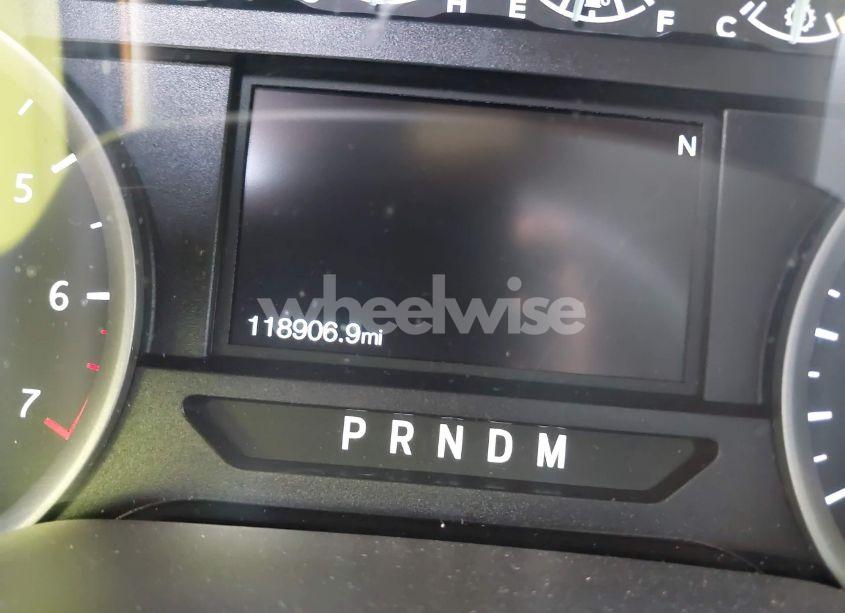 H E F C
N
5
6
7
wheelwise
118906.9mi
P R N D M